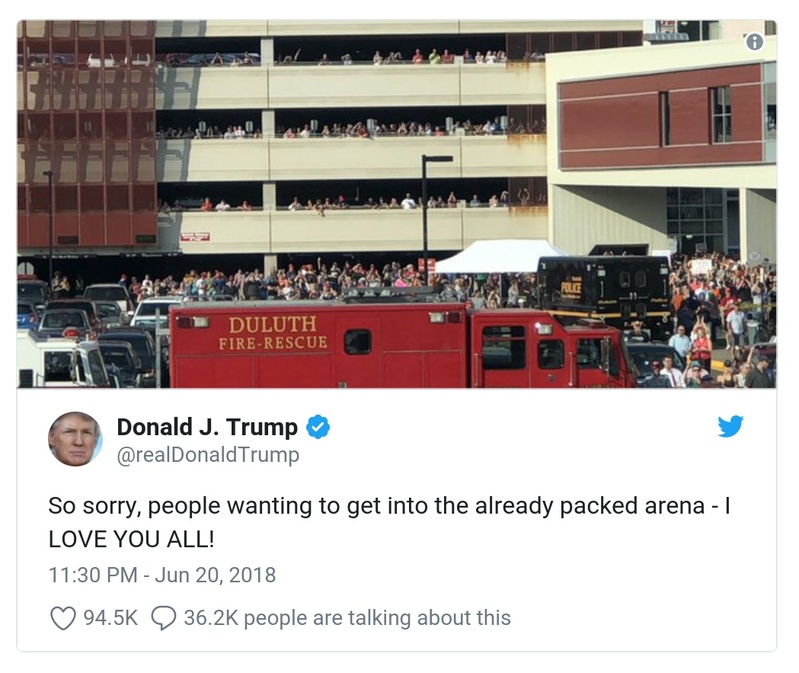 POLICE
DULUTH
FIRE-RESCUE
Donald J. Trump
@realDonaldTrump
So sorry, people wanting to get into the already packed arena - I
LOVE YOU ALL!
11:30 PM - Jun 20, 2018
94.5K 36.2K people are talking about this